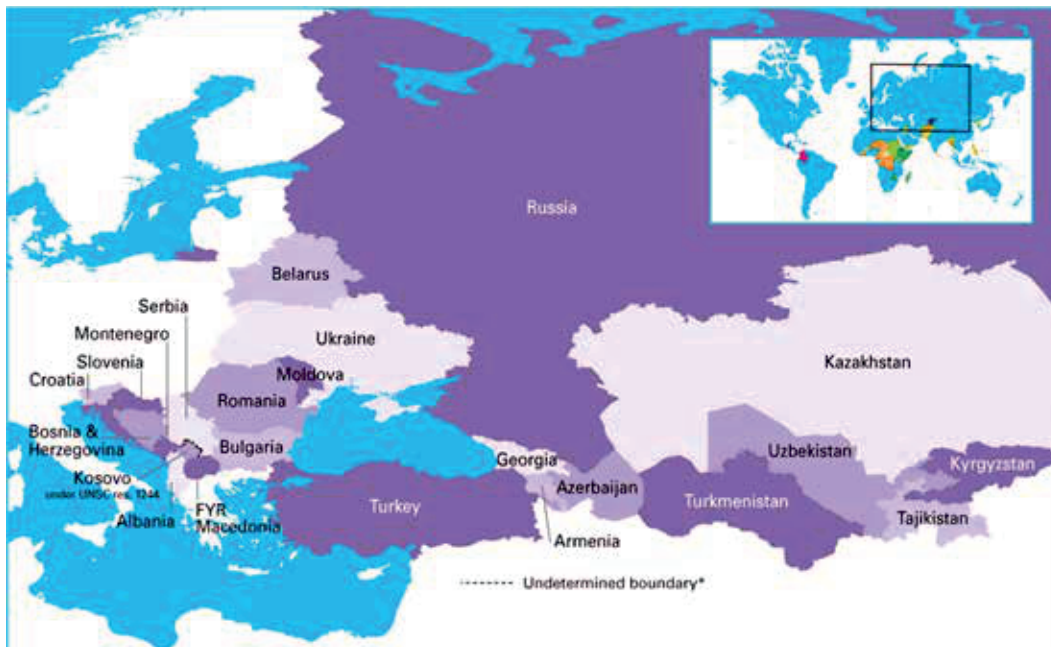 Russia
Belarus
Serbia
Montenegro
Ukraine
Slovenia
Moldova
Kazakhstan
Croatia
Romania
Bosnia &
Herzegovina
Bulgaria
Uzbekistan
Georgia
Kyrgyzstan
Kosovo
under UNSC res. 1244
Azerbaijan
Turkey
Turkmenistan
FYR
Macedonia
Albania
Tajikistan
Armenia
Undetermined boundary*